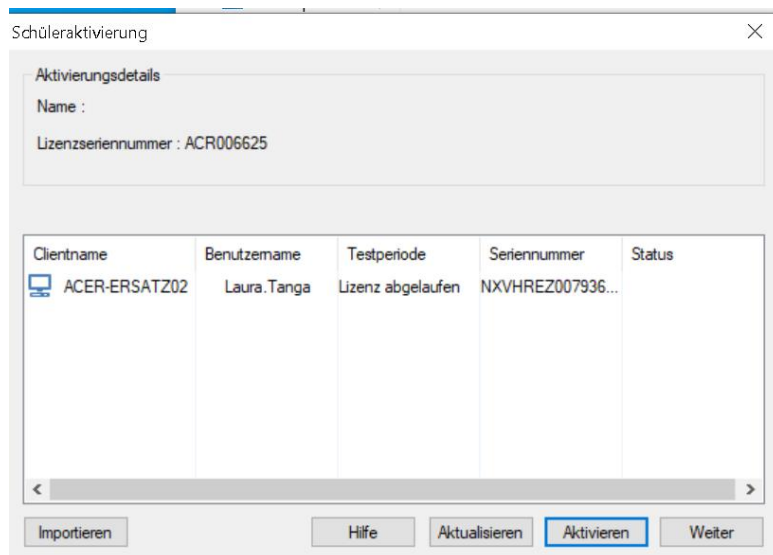 Schüleraktivierung
Aktivierungsdetails
Name :
Lizenzseriennummer : ACR006625
Clientname Benutzername Testperiode Seriennummer Status
ACER-ERSATZ02 Laura.Tanga Lizenz abgelaufen NXVHREZ007936...
Importieren Hilfe Aktualisieren Aktivieren Weiter